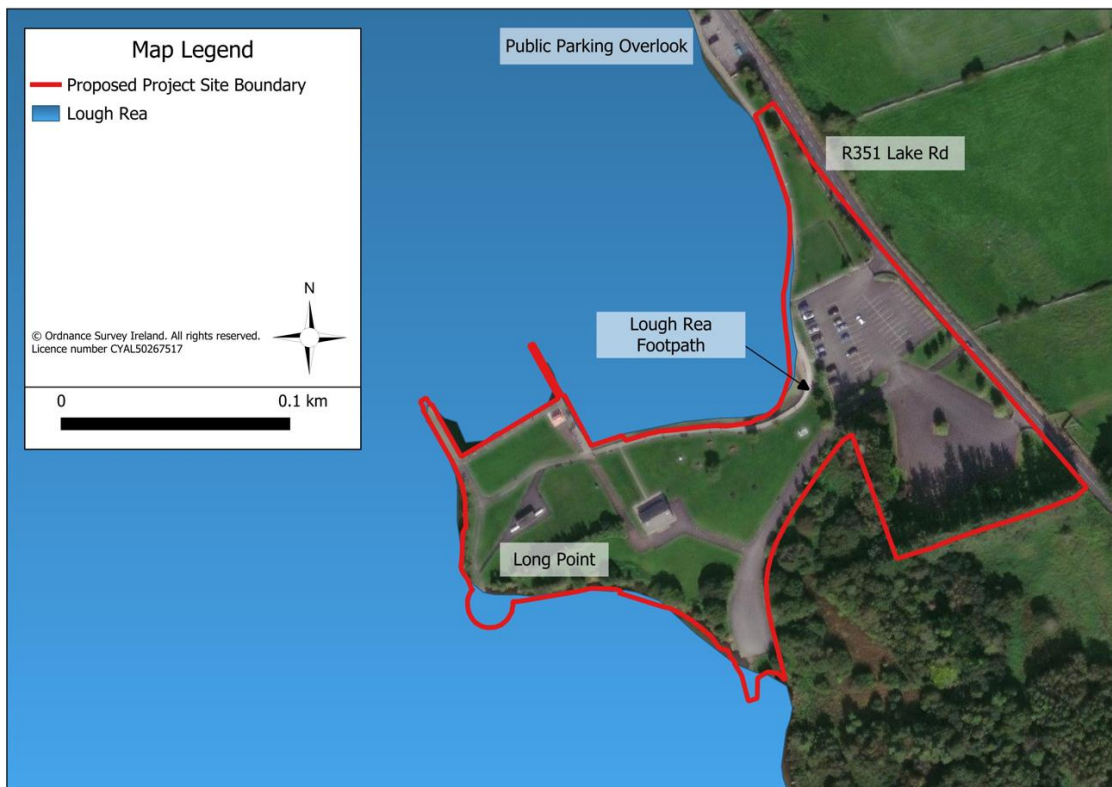 Map Legend
Proposed Project Site Boundary
Lough Rea
N
© Ordnance Survey Ireland. All rights reserved.
Licence number CYAL50267517
0
0.1 km
Public Parking Overlook
R351 Lake Rd
Lough Rea
Footpath
Long Point